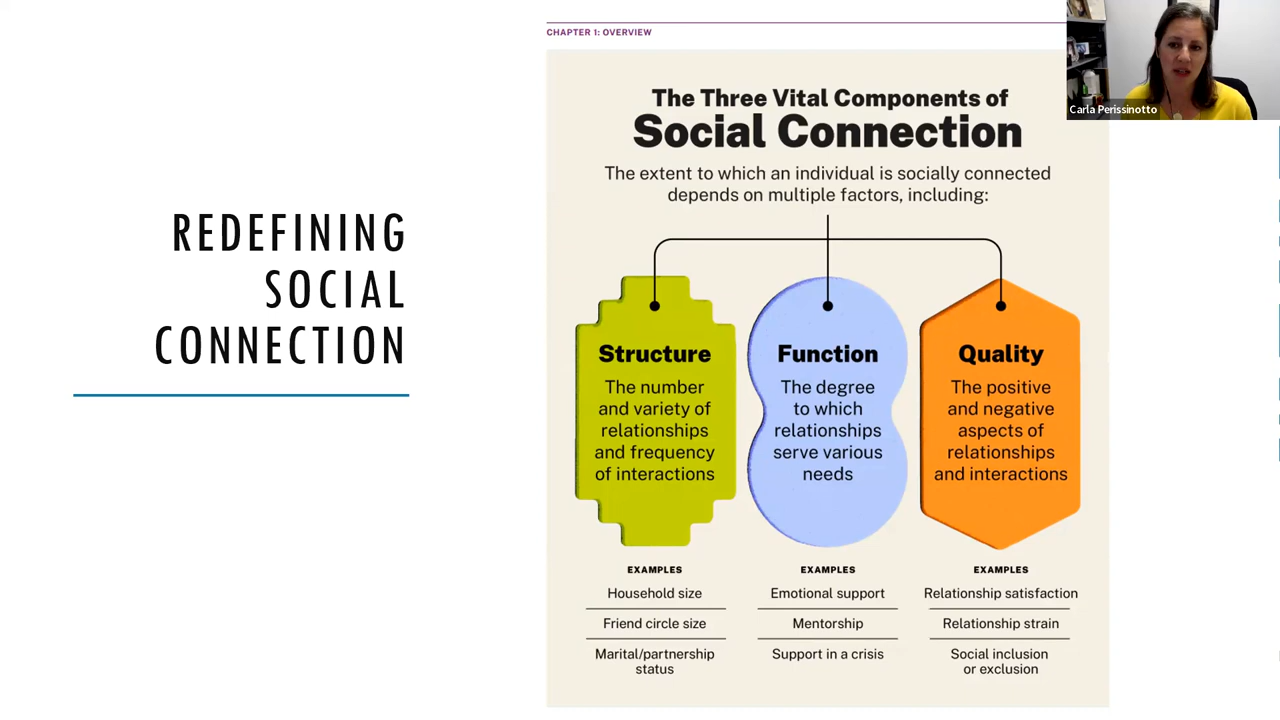 REDEFINING
SOCIAL
CONNECTION
CHAPTER 1: OVERVIEW
The Three Vital Components of
Social Connection
The extent to which an individual is socially connected
depends on multiple factors, including:
Structure
The number
and variety of
relationships
and frequency
of interactions
EXAMPLES
Household size
Friend circle size
Marital/partnership
status
Function
The degree
to which
relationships
serve various
needs
EXAMPLES
Emotional support
Mentorship
Support in a crisis
Quality
The positive
and negative
aspects of
relationships
and interactions
EXAMPLES
Relationship satisfaction
Relationship strain
Social inclusion
or exclusion
Carla Perissinotto